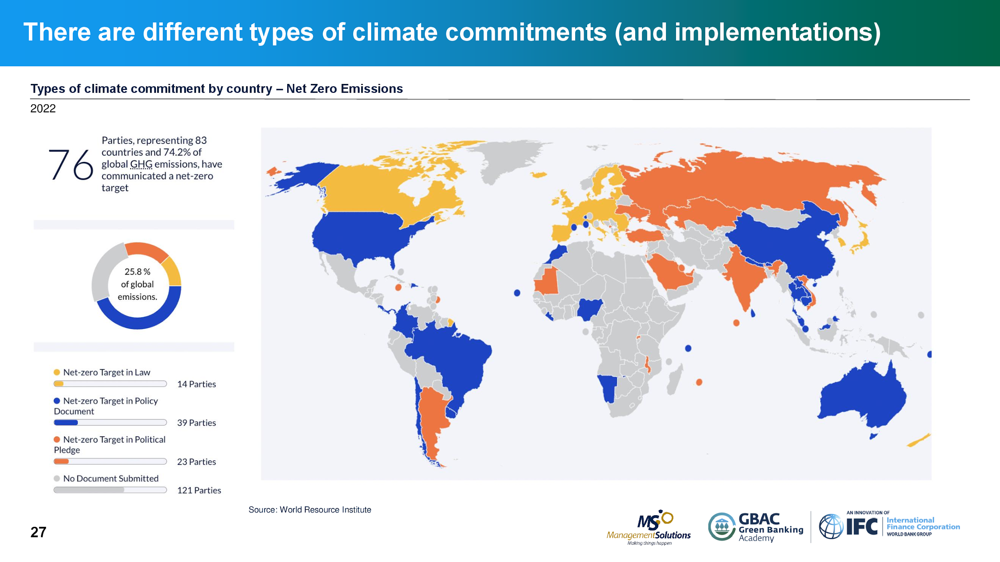 There are different types of climate commitments (and implementations)
Types of climate commitment by country – Net Zero Emissions
2022
76
Parties, representing 83
countries and 74.2% of
global GHG emissions, have
communicated a net-zero
target
25.8 %
of global
emissions.
Net-zero Target in Law
14 Parties
Net-zero Target in Policy
Document
39 Parties
Net-zero Target in Political
Pledge
23 Parties
No Document Submitted
121 Parties
Source: World Resource Institute
27
MS
ManagementSolutions
Making things happen
GBAC
Green Banking
Academy
AN INNOVATION OF
IFC
International
Finance Corporation
WORLD BANK GROUP